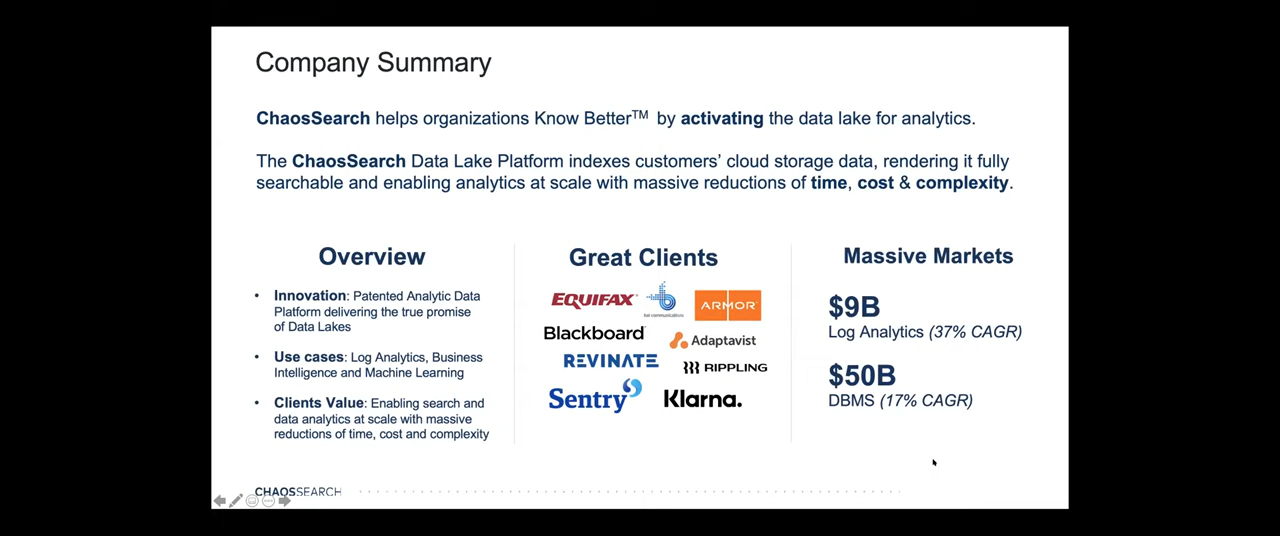 Company Summary
ChaosSearch helps organizations Know Better™ by activating the data lake for analytics.
The ChaosSearch Data Lake Platform indexes customers' cloud storage data, rendering it fully
searchable and enabling analytics at scale with massive reductions of time, cost & complexity.
Overview
• Innovation: Patented Analytic Data
Platform delivering the true promise
of Data Lakes
• Use cases: Log Analytics, Business
Intelligence and Machine Learning
• Clients Value: Enabling search and
data analytics at scale with massive
reductions of time, cost and complexity
Great Clients
EQUIFAX
ARMOR
Blackboard
Adaptavist
REVINATE
RIPPLING
Sentry
Klarna.
Massive Markets
$9B
Log Analytics (37% CAGR)
$50B
DBMS (17% CAGR)
CHAOSSEARCH